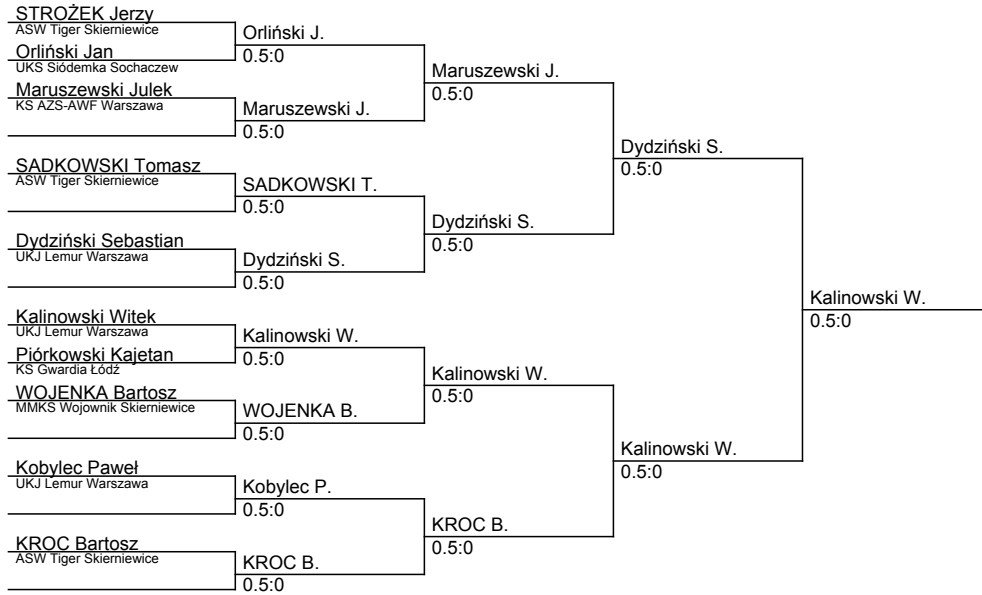 STROŻEK Jerzy
ASW Tiger Skierniewice
Orliński Jan
UKS Siódemka Sochaczew
Maruszewski Julek
KS AZS-AWF Warszawa
SADKOWSKI Tomasz
ASW Tiger Skierniewice
Dydziński Sebastian
UKJ Lemur Warszawa
Kalinowski Witek
UKJ Lemur Warszawa
Piórkowski Kajetan
KS Gwardia Łódź
WOJENKA Bartosz
MMKS Wojownik Skierniewice
Kobylec Paweł
UKJ Lemur Warszawa
KROC Bartosz
ASW Tiger Skierniewice
Orliński J.
0.5:0
Maruszewski J.
0.5:0
SADKOWSKI T.
0.5:0
Dydziński S.
0.5:0
Kalinowski W.
0.5:0
WOJENKA B.
0.5:0
Kobylec P.
0.5:0
KROC B.
0.5:0
Maruszewski J.
0.5:0
Dydziński S.
0.5:0
Kalinowski W.
0.5:0
KROC B.
0.5:0
Dydziński S.
0.5:0
Kalinowski W.
0.5:0
Kalinowski W.
0.5:0